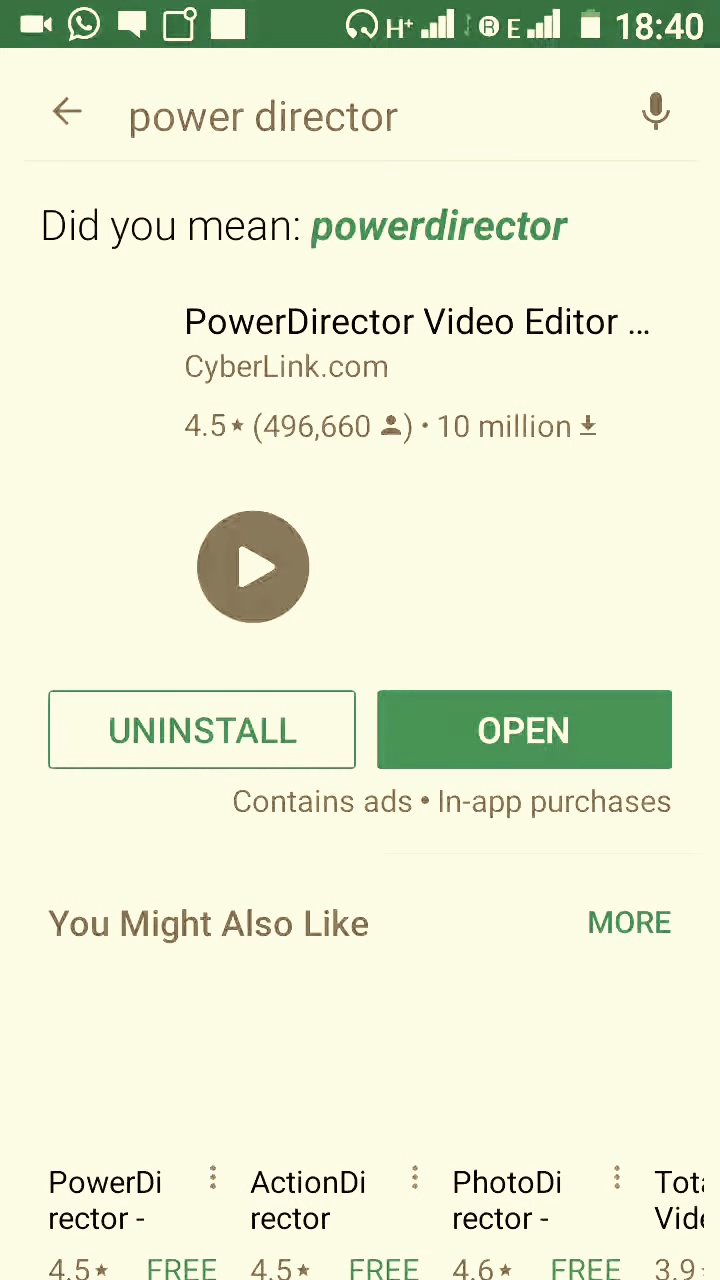 H+ R E 18:40
power director
Did you mean: powerdirector
PowerDirector Video Editor ...
CyberLink.com
4.5★ (496,660 ) • 10 million
UNINSTALL OPEN
Contains ads • In-app purchases
You Might Also Like MORE
PowerDi ActionDi PhotoDi Tota
rector - rector rector - Vide
4.5★ FREE 4.5★ FREE 4.6★ FREE 3.9